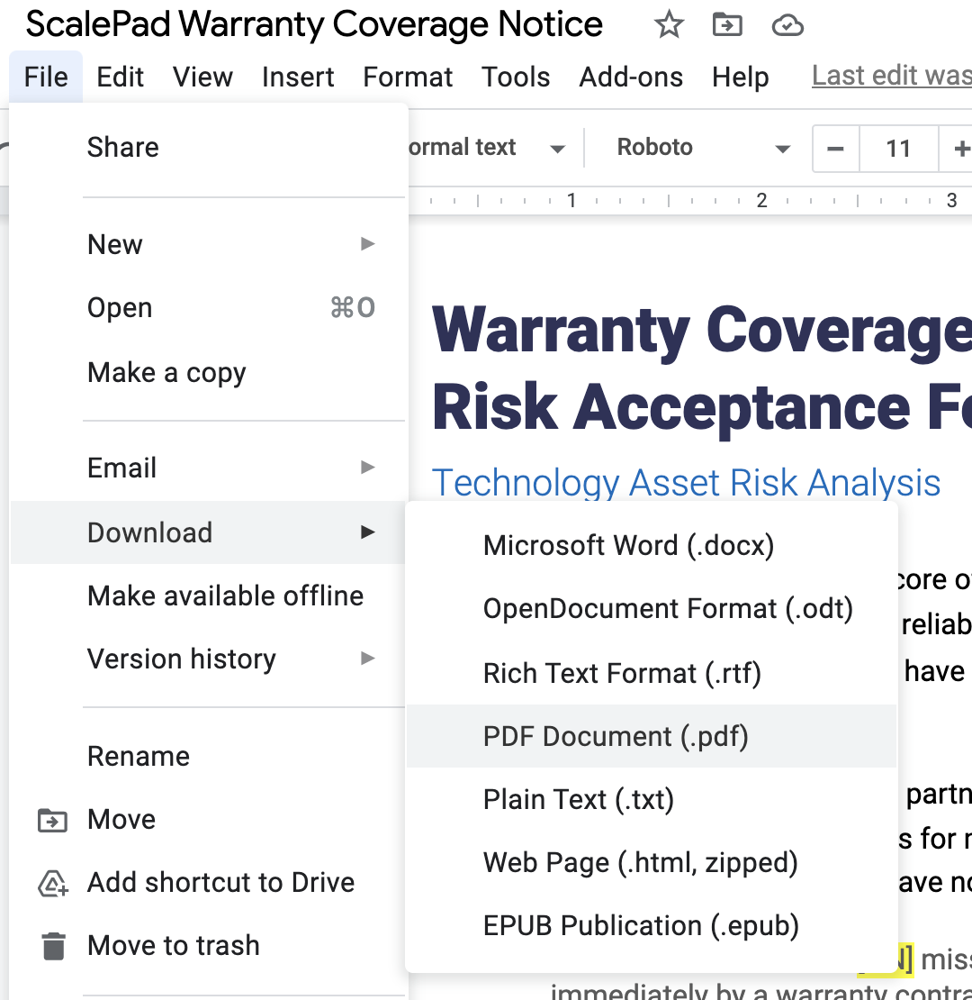 ScalePad Warranty Coverage Notice
File Edit View Insert Format Tools Add-ons Help Last edit was
Share
ormal text Roboto 11
1 2 3
New
Open ⌘O
Make a copy
Warranty Coverage
Risk Acceptance
Technology Asset Risk Analysis
Email
Download
Make available offline
Version history
Rename
Move
Add shortcut to Drive
Move to trash
Microsoft Word (.docx)
OpenDocument Format (.odt)
Rich Text Format (.rtf)
PDF Document (.pdf)
Plain Text (.txt)
Web Page (.html, zipped)
EPUB Publication (.epub)
core
reliab
have
partn
s for
ave
N] miss
immediately by a warranty contra